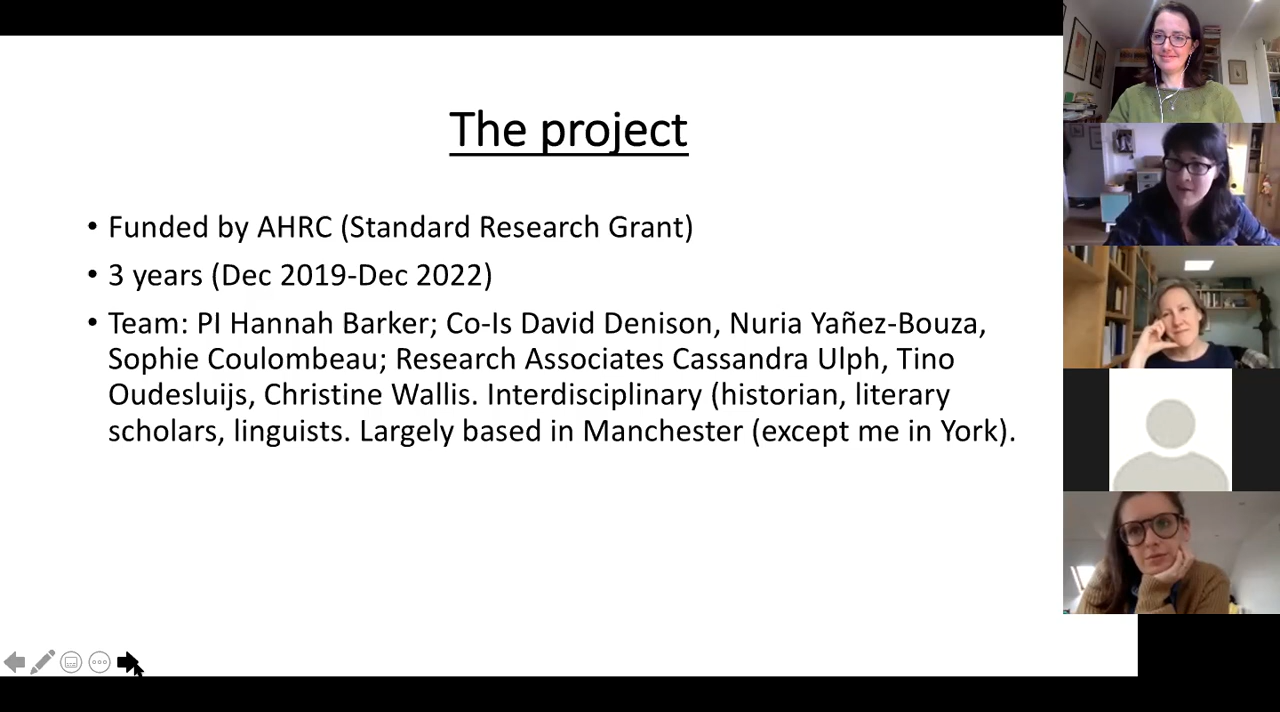 The project
• Funded by AHRC (Standard Research Grant)
• 3 years (Dec 2019-Dec 2022)
• Team: PI Hannah Barker; Co-Is David Denison, Nuria Yañez-Bouza,
Sophie Coulombeau; Research Associates Cassandra Ulph, Tino
Oudesluijs, Christine Wallis. Interdisciplinary (historian, literary
scholars, linguists. Largely based in Manchester (except me in York).